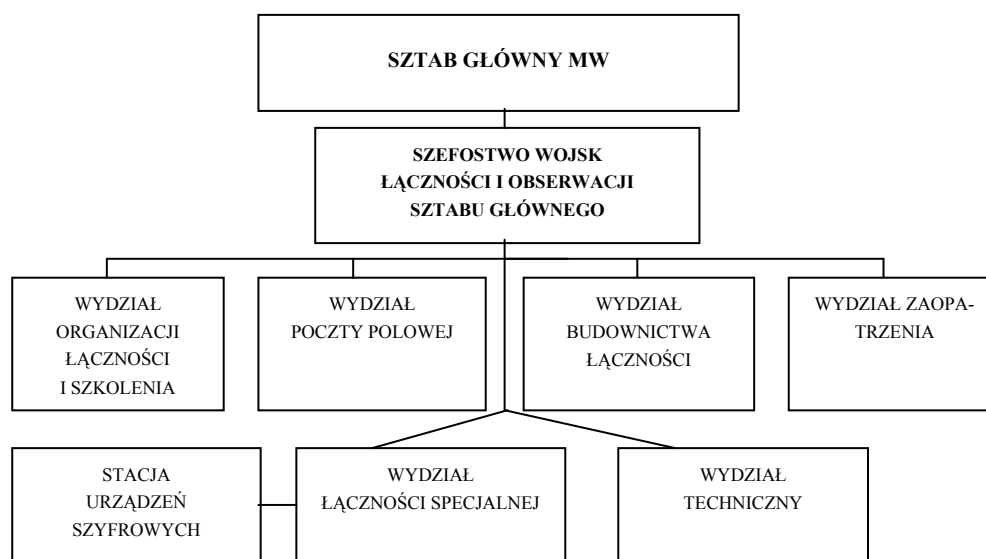 SZTAB GŁÓWNY MW
SZEFOSTWO WOJSK
ŁĄCZNOŚCI I OBSERWACJI
SZTABU GŁÓWNEGO
WYDZIAŁ
ORGANIZACJI
ŁĄCZNOŚCI
I SZKOLENIA
WYDZIAŁ
POCZTY POLOWEJ
WYDZIAŁ
BUDOWNICTWA
ŁĄCZNOŚCI
WYDZIAŁ ZAOPA-
TRZENIA
STACJA
URZĄDZEŃ
SZYFROWYCH
WYDZIAŁ
ŁĄCZNOŚCI SPECJALNEJ
WYDZIAŁ
TECHNICZNY